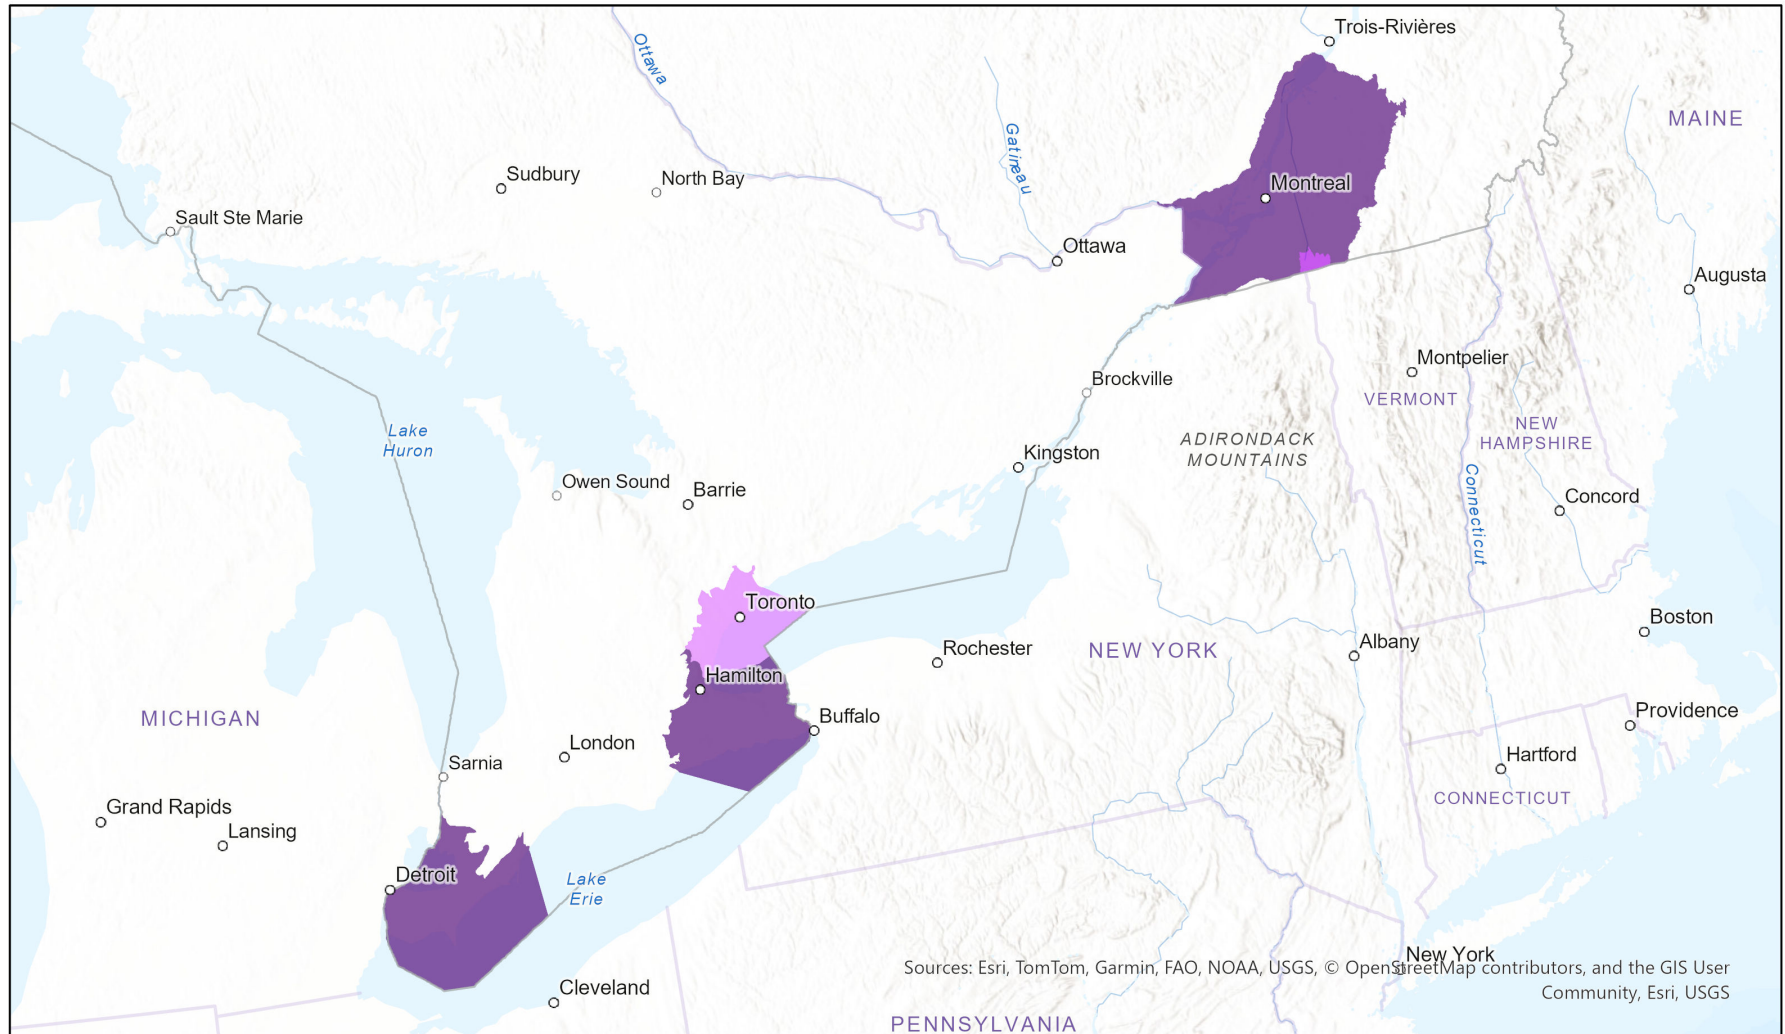 Trois-Rivières
Ottawa
MAINE
Gatineau
Sudbury
North Bay
Montreal
Sault Ste Marie
Ottawa
Augusta
Montpelier
Brockville
VERMONT
Lake
Huron
NEW
HAMPSHIRE
ADIRONDACK
MOUNTAINS
Kingston
Owen Sound
Barrie
Concord
Connecticut
Toronto
Boston
Rochester
NEW YORK
Albany
Hamilton
MICHIGAN
Buffalo
Providence
London
Hartford
Sarnia
CONNECTICUT
Grand Rapids
Lansing
Detroit
Lake
Erie
New York
Sources: Esri, TomTom, Garmin, FAO, NOAA, USGS, © OpenStreetMap contributors, and the GIS User
Community, Esri, USGS
Cleveland
PENNSYLVANIA